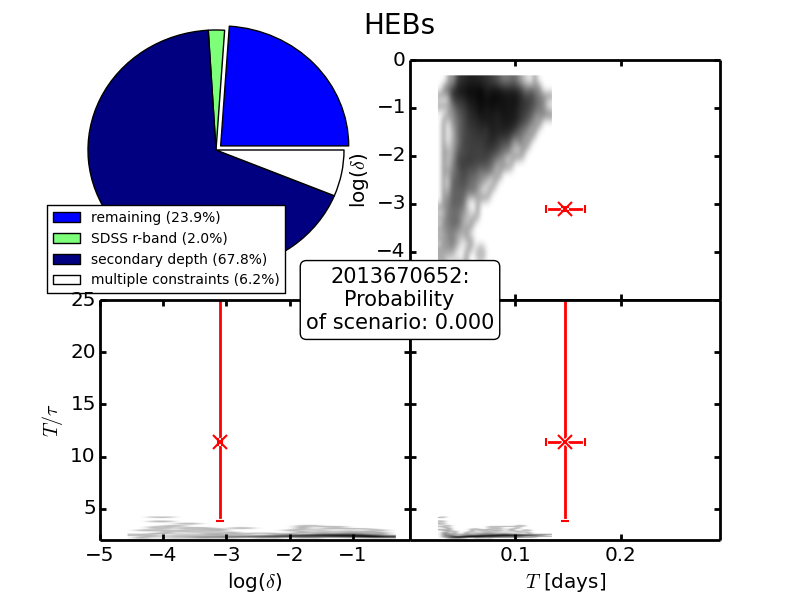 HEBs
remaining (23.9%)
SDSS r-band (2.0%)
secondary depth (67.8%)
multiple constraints (6.2%)
log(δ)
0
−1
−2
−3
−4
2013670652:
Probability
of scenario: 0.000
T/τ
25
20
15
10
5
−5 −4 −3 −2 −1
log(δ)
0.1 0.2
T [days]